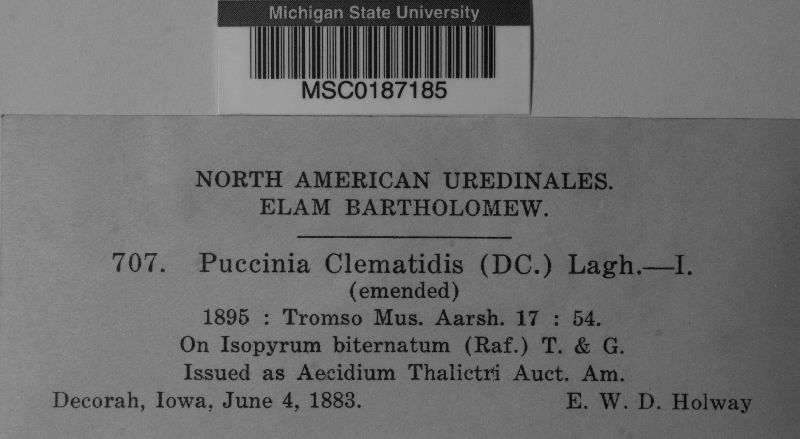 Michigan State University
MSC0187185
NORTH AMERICAN UREDINALES.
ELAM BARTHOLOMEW.
707. Puccinia Clematidis (DC.) Lagh.—I.
(emended)
1895 : Tromso Mus. Aarsh. 17 : 54.
On Isopyrum biternatum (Raf.) T. & G.
Issued as Aecidium Thalictri Auct. Am.
Decorah, Iowa, June 4, 1883. E. W. D. Holway